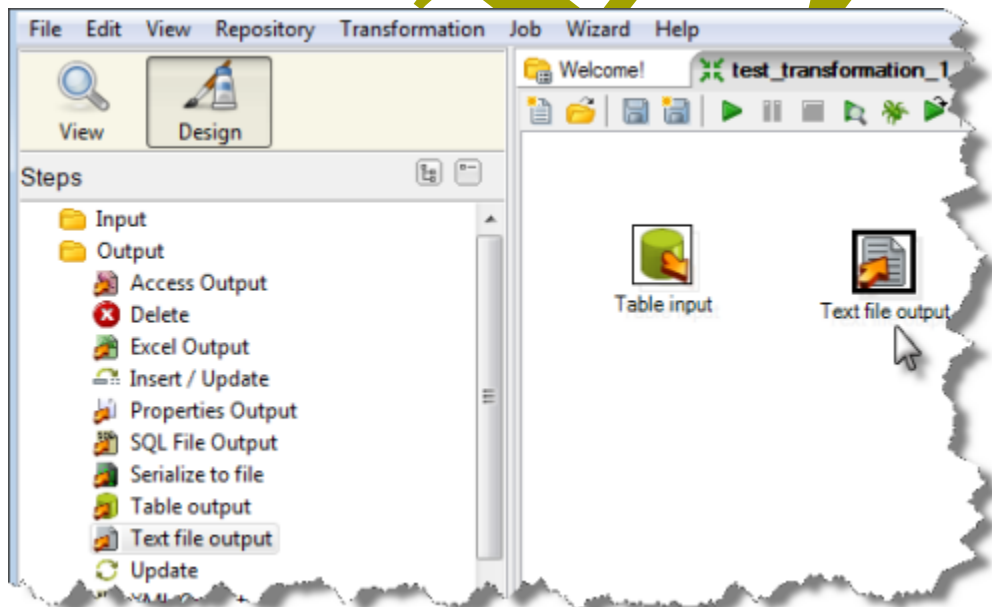 File Edit View Repository Transformation Job Wizard Help
View
Design
Welcome!
test_transformation_1
Steps
Input
Output
Access Output
Delete
Excel Output
Insert / Update
Properties Output
SQL File Output
Serialize to file
Table output
Text file output
Update
Table input
Text file output